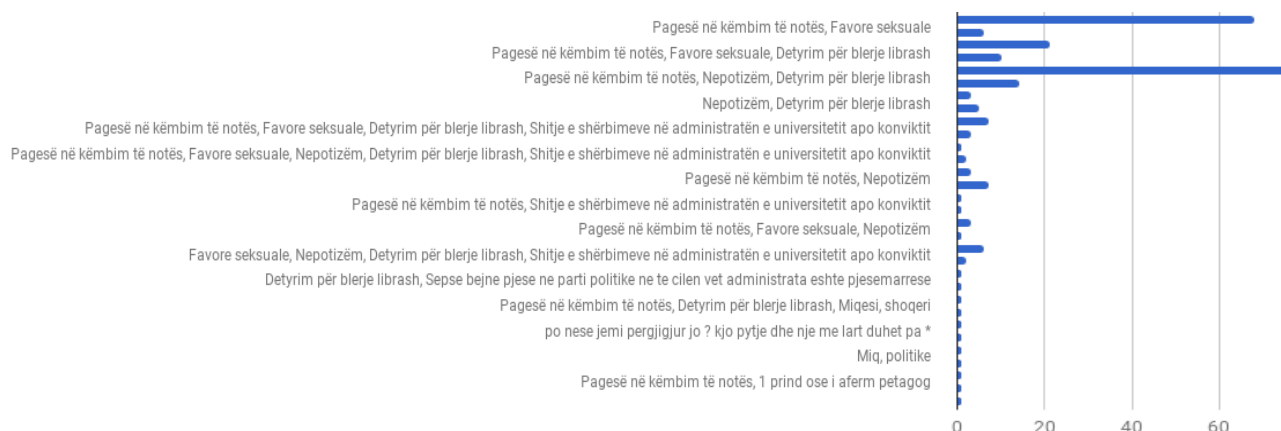 Pagesë në këmbim të notës, Favore seksuale
Pagesë në këmbim të notës, Favore seksuale, Detyrim për blerje librash
Pagesë në këmbim të notës, Nepotizëm, Detyrim për blerje librash
Nepotizëm, Detyrim për blerje librash
Pagesë në këmbim të notës, Favore seksuale, Detyrim për blerje librash, Shitje e shërbimeve në administratën e universitetit apo konviktit
Pagesë në këmbim të notës, Favore seksuale, Nepotizëm, Detyrim për blerje librash, Shitje e shërbimeve në administratën e universitetit apo konviktit
Pagesë në këmbim të notës, Nepotizëm
Pagesë në këmbim të notës, Shitje e shërbimeve në administratën e universitetit apo konviktit
Pagesë në këmbim të notës, Favore seksuale, Nepotizëm
Favore seksuale, Nepotizëm, Detyrim për blerje librash, Shitje e shërbimeve në administratën e universitetit apo konviktit
Detyrim për blerje librash, Sepse bejne pjese ne parti politike ne te cilen vet administrata eshte pjesemarrese
Pagesë në këmbim të notës, Detyrim për blerje librash, Miqesi, shoqeri
po nese jemi pergjigjur jo ? kjo pytje dhe nje me lart duhet pa *
Miq, politike
Pagesë në këmbim të notës, 1 prind ose i aferm petagog
0 20 40 60